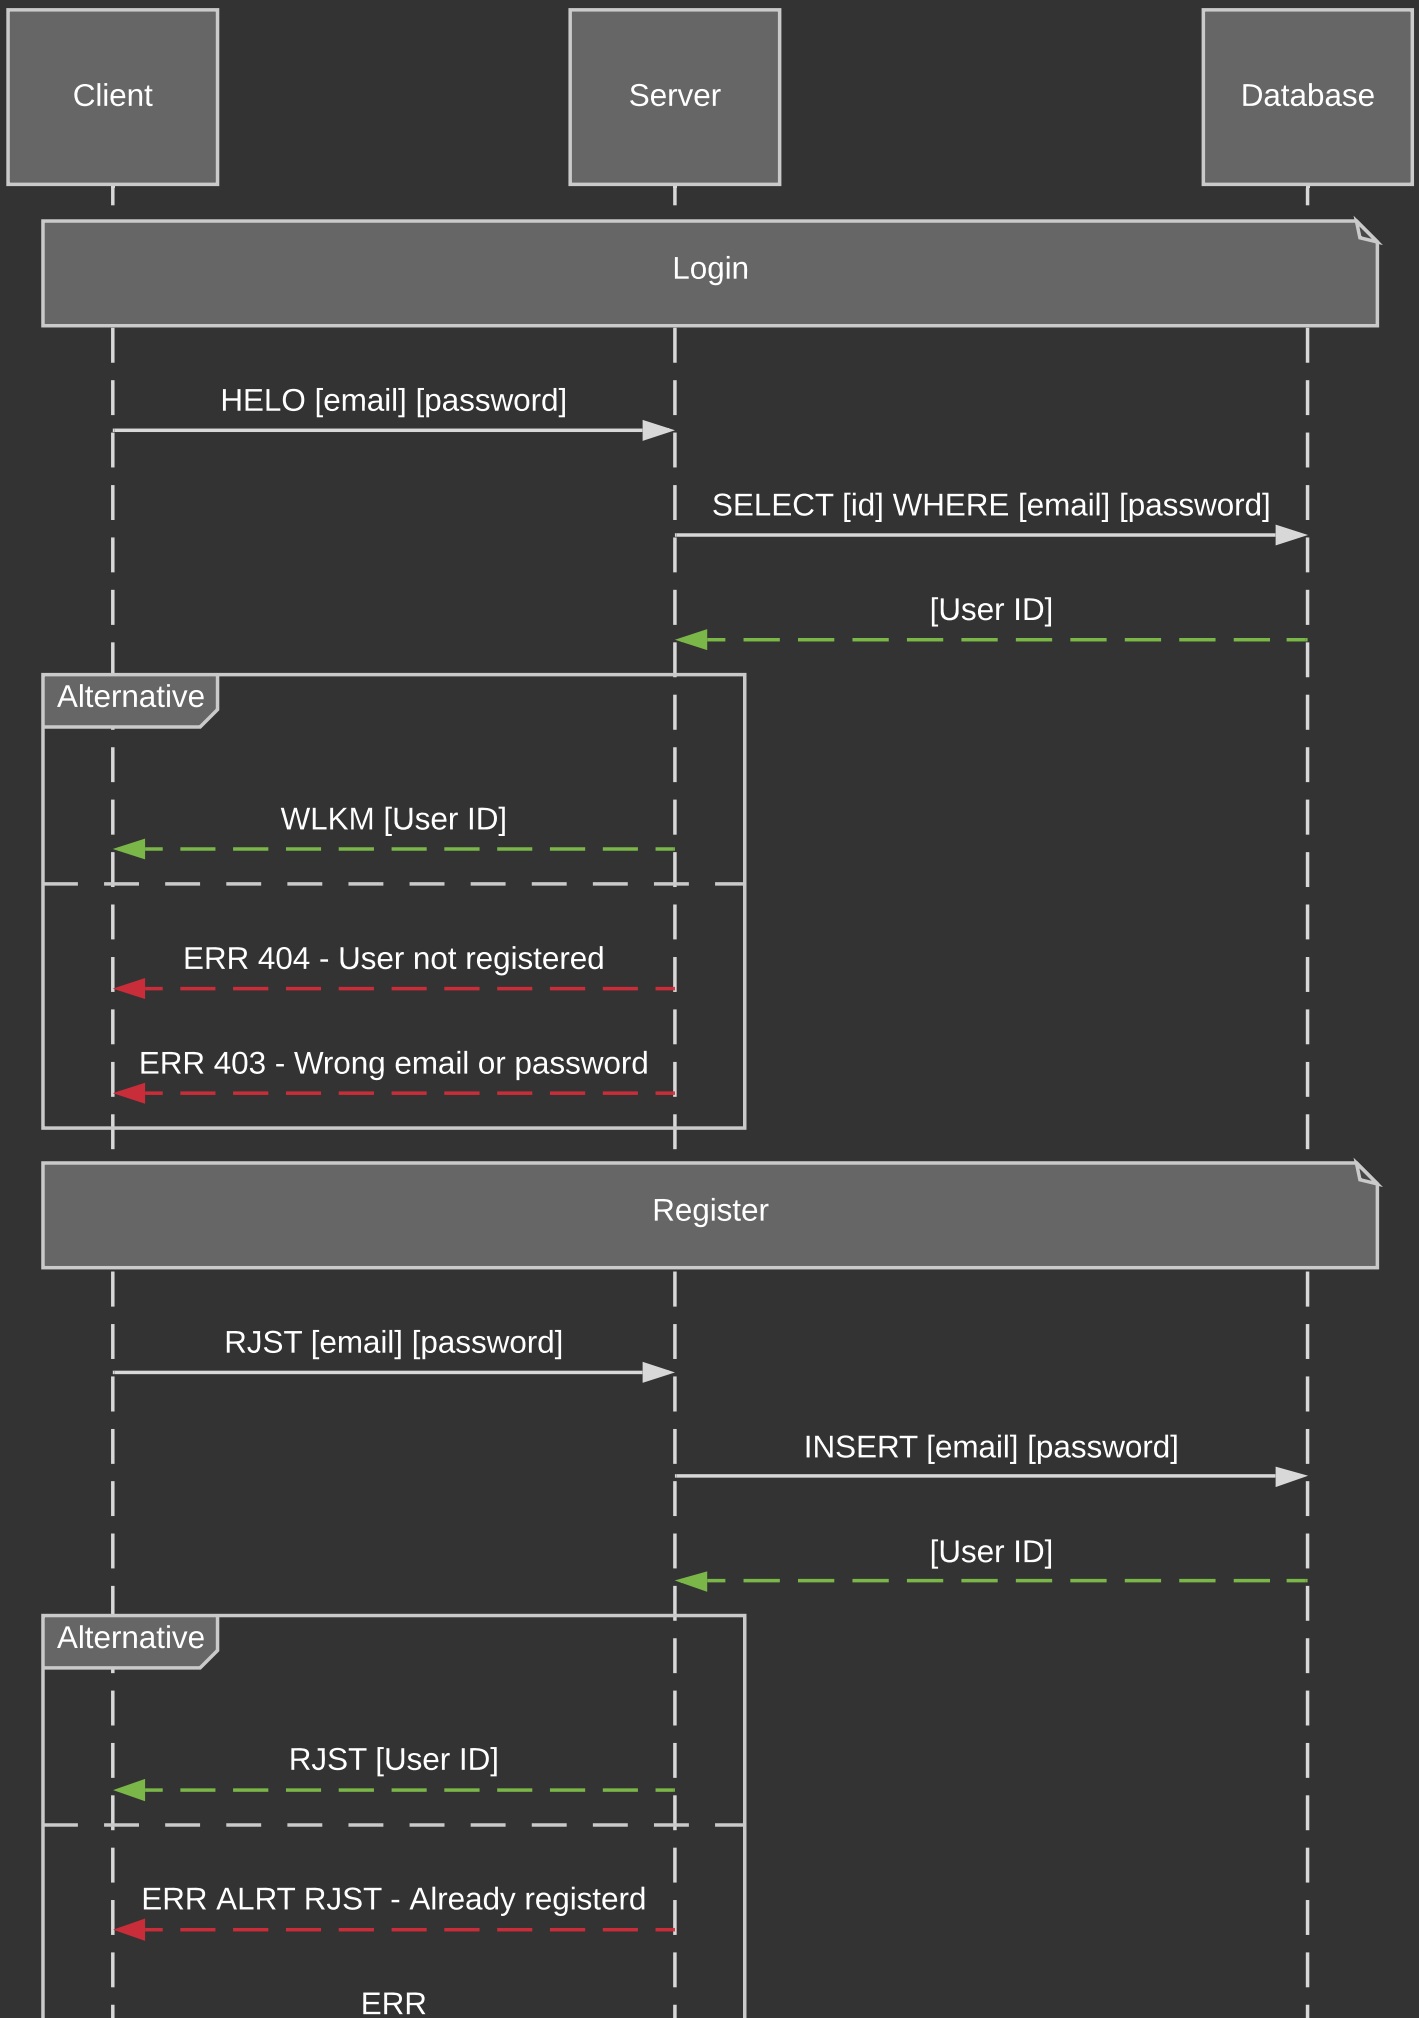 Client
Server
Database
Login
HELO [email] [password]
SELECT [id] WHERE [email] [password]
[User ID]
Alternative
WLKM [User ID]
ERR 404 - User not registered
ERR 403 - Wrong email or password
Register
RJST [email] [password]
INSERT [email] [password]
[User ID]
Alternative
RJST [User ID]
ERR ALRT RJST - Already registerd
ERR